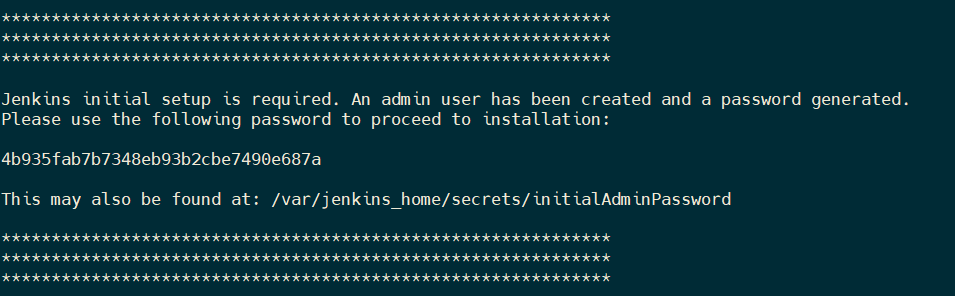 *************************************************************
*************************************************************
*************************************************************
Jenkins initial setup is required. An admin user has been created and a password generated.
Please use the following password to proceed to installation:
4b935fab7b7348eb93b2cbe7490e687a
This may also be found at: /var/jenkins_home/secrets/initialAdminPassword
*************************************************************
*************************************************************
*************************************************************